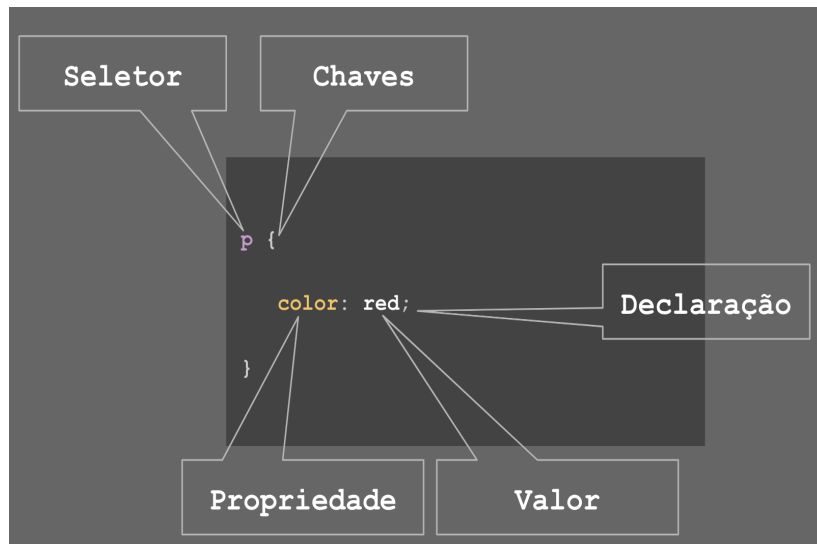 Seletor
Chaves
p {
color: red;
Declaração
}
Propriedade
Valor